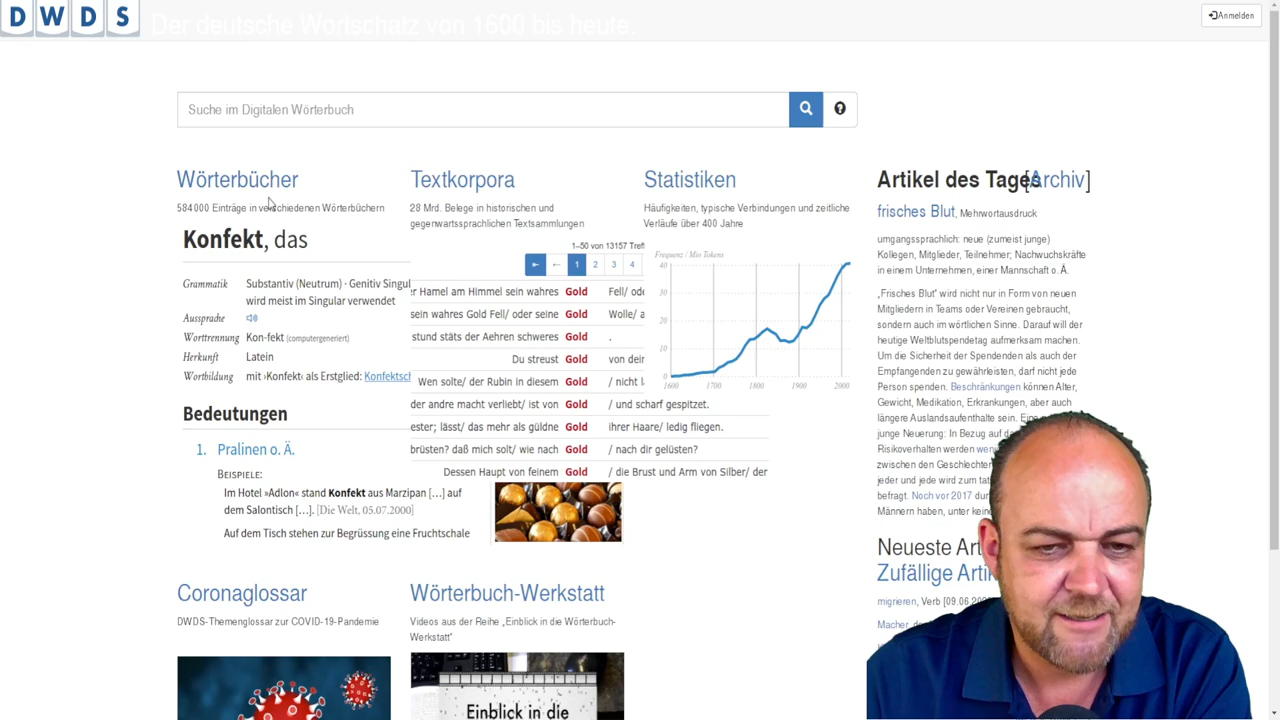 DWDS
Der deutsche Wortschatz von 1600 bis heute.
Anmelden
Suche im Digitalen Wörterbuch
Wörterbücher
584 000 Einträge in verschiedenen Wörterbüchern
Konfekt, das
Grammatik Substantiv (Neutrum) · Genitiv Singul
wird meist im Singular verwendet
Aussprache
Worttrennung Kon-fekt (computergeneriert)
Herkunft Latein
Wortbildung mit ›Konfekt‹ als Erstglied: Konfektsch
Bedeutungen
1. Pralinen o. Ä.
BEISPIELE:
Im Hotel »Adlon« stand Konfekt aus Marzipan […] auf
dem Salontisch […]. [Die Welt, 05.07.2000]
Auf dem Tisch stehen zur Begrüssung eine Fruchtschale
Textkorpora
28 Mrd. Belege in historischen und
gegenwartssprachlichen Textsammlungen
1–50 von 13157 Treff
1 2 3 4
r Hamel am Himmel sein wahres Gold Fell/ ode
sein wahres Gold Fell/ oder seine Gold Wolle/ a
stund stäts der Aehren schweres Gold .
Du streust Gold von dein
Wen solte/ der Rubin in diesem Gold / nicht l
der andre macht verliebt/ ist von Gold / und scharf gespitzet.
ester; lässt/ das mehr als güldne Gold ihrer Haare/ ledig fliegen.
brüsten? daß mich solt/ wie nach Gold / nach dir gelüsten?
Dessen Haupt von feinem Gold / die Brust und Arm von Silber/ der
Statistiken
Häufigkeiten, typische Verbindungen und zeitliche
Verläufe über 400 Jahre
Frequenz / Mio Tokens
40
30
20
10
0
1600 1700 1800 1900 2000
Artikel des Tages [Archiv]
frisches Blut, Mehrwortausdruck
umgangssprachlich: neue (zumeist junge)
Kollegen, Mitglieder, Teilnehmer; Nachwuchskräfte
in einem Unternehmen, einer Mannschaft o. Ä.
„Frisches Blut“ wird nicht nur in Form von neuen
Mitgliedern in Teams oder Vereinen gebraucht,
sondern auch im wörtlichen Sinne. Darauf will der
heutige Weltblutspendetag aufmerksam machen.
Um die Sicherheit der Spendenden als auch der
Empfangenden zu gewährleisten, darf nicht jede
Person spenden. Beschränkungen können Alter,
Gewicht, Medikation, Erkrankungen, aber auch
längere Auslandsaufenthalte sein. Eine
junge Neuerung: In Bezug auf da
Risikoverhalten werden wen
zwischen den Geschlechter
jeder und jede wird zum tat
befragt. Noch vor 2017 dur
Männern haben, unter keine
Neueste Art
Zufällige Artik
migrieren, Verb [09.06.20
Macher, de
Coronaglossar
DWDS-Themenglossar zur COVID-19-Pandemie
Wörterbuch-Werkstatt
Videos aus der Reihe „Einblick in die Wörterbuch-
Werkstatt“
Einblick in die